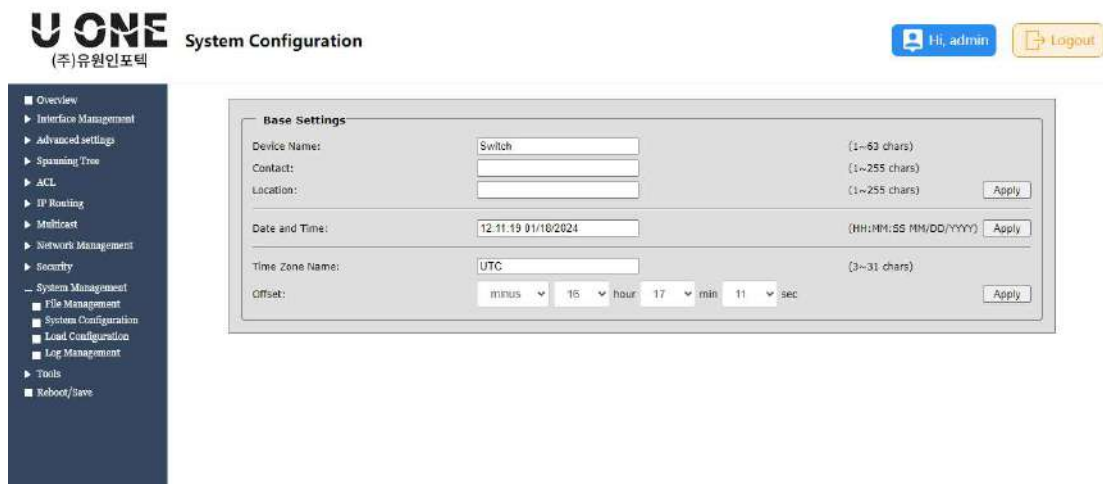 U ONE
(주)유원인포텍
System Configuration
Hi, admin
Logout
Overview
Interface Management
Advanced settings
Spanning Tree
ACL
IP Routing
Multicast
Network Management
Security
System Management
File Management
System Configuration
Load Configuration
Log Management
Tools
Reboot/Save
Base Settings
Device Name: Switch (1~63 chars)
Contact: (1~255 chars)
Location: (1~255 chars) Apply
Date and Time: 12:11:19 01/18/2024 (HH:MM:SS MM/DD/YYYY) Apply
Time Zone Name: UTC (3~31 chars)
Offset: minus 16 hour 17 min 11 sec Apply